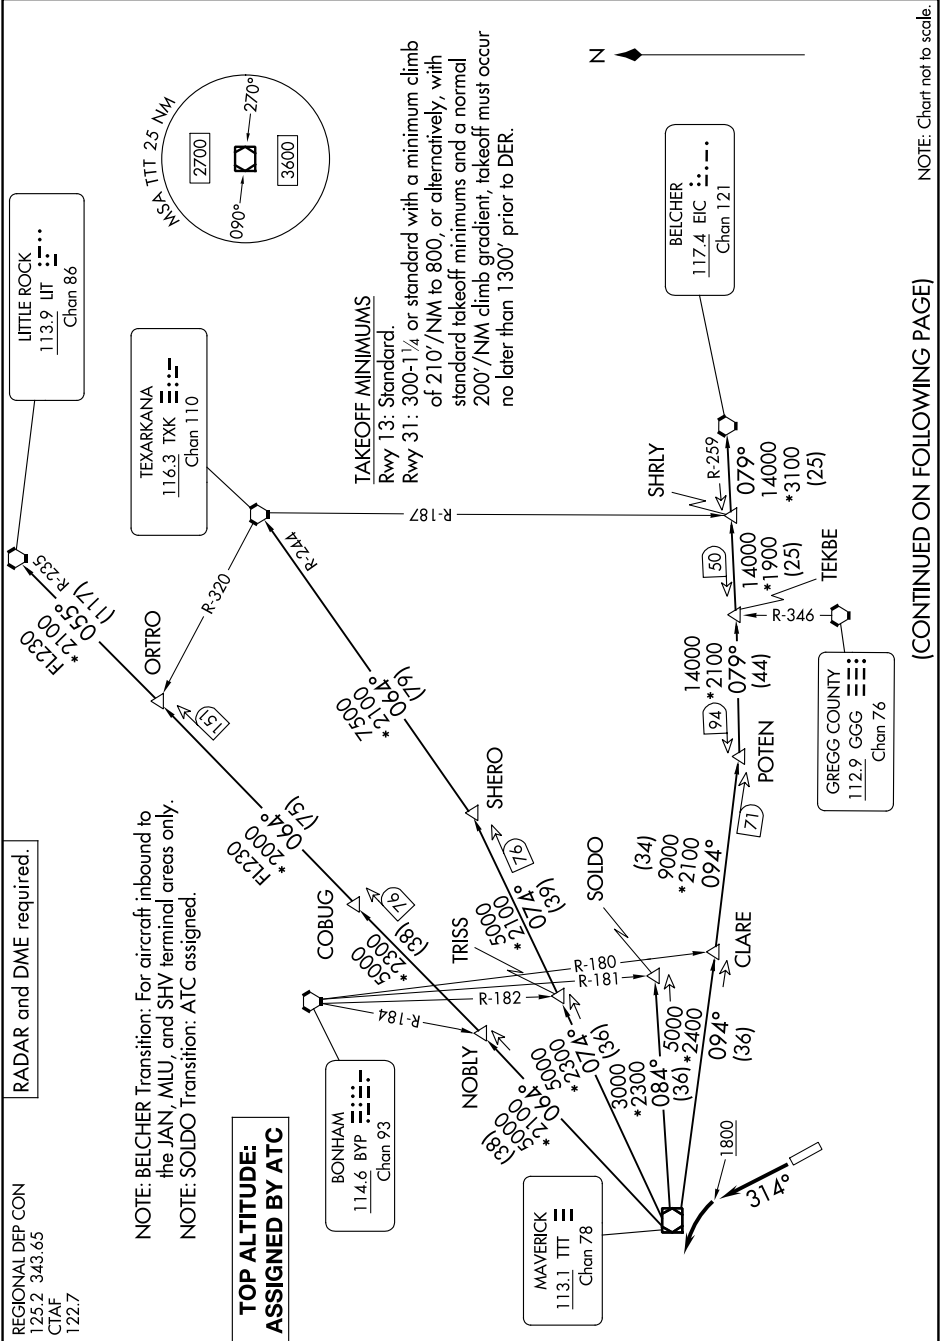 REGIONAL DEP CON
125.2 343.65
CTAF
122.7
RADAR and DME required.
NOTE: BELCHER Transition: For aircraft inbound to
the JAN, MLU, and SHV terminal areas only.
NOTE: SOLDO Transition: ATC assigned.
TOP ALTITUDE:
ASSIGNED BY ATC
LITTLE ROCK
113.9 LIT
Chan 86
MSA TTT 25 NM
2700
090°
270°
3600
TEXARKANA
116.3 TXK
Chan 110
TAKEOFF MINIMUMS
Rwy 13: Standard.
Rwy 31: 300-1¼ or standard with a minimum climb
of 210'/NM to 800, or alternatively, with
standard takeoff minimums and a normal
200'/NM climb gradient, takeoff must occur
no later than 1300' prior to DER.
N
R-235
FL230
*2100
055°
(117)
ORTRO
R-320
151
FL230
*2000
064°
(75)
COBUG
76
5000
*2300
(38)
NOBLY
5000
*2100
064°
(38)
BONHAM
114.6 BYP
Chan 93
R-184
R-182
R-181
R-180
R-244
7500
*2100
064°
(79)
SHERO
76
5000
*2100
074°
(39)
TRISS
5000
*2300
074°
(36)
SOLDO
3000
*2300
084°
(36)
R-187
SHRLY
BELCHER
117.4 EIC
Chan 121
R-259
079°
14000
*3100
(25)
50
14000
*1900
(25)
TEKBE
R-346
GREGG COUNTY
112.9 GGG
Chan 76
14000
*2100
079°
(44)
94
POTEN
71
(34)
9000
*2100
094°
CLARE
5000
*2400
094°
(36)
MAVERICK
113.1 TTT
Chan 78
1800
314°
(CONTINUED ON FOLLOWING PAGE)
NOTE: Chart not to scale.